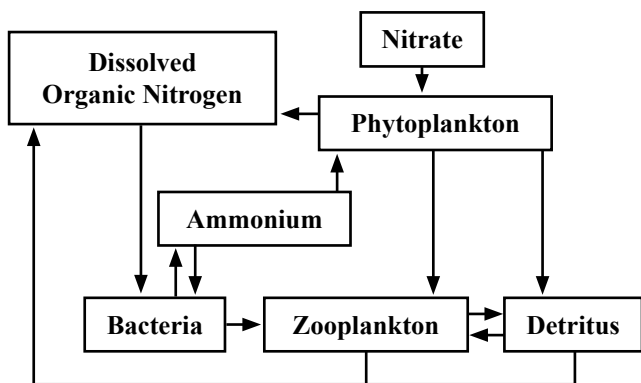 Nitrate
Dissolved
Organic Nitrogen
Phytoplankton
Ammonium
Bacteria
Zooplankton
Detritus